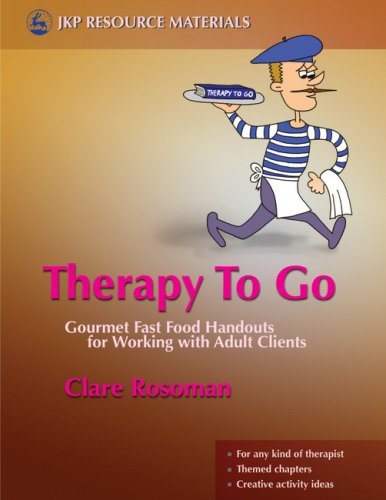 JKP RESOURCE MATERIALS
THERAPY TO GO
Therapy To Go
Gourmet Fast Food Handouts
for Working with Adult Clients
Clare Rosoman
For any kind of therapist
Themed chapters
Creative activity ideas